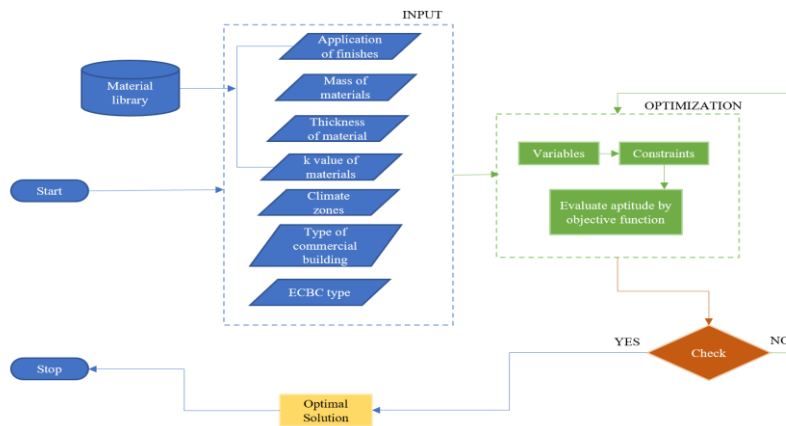 INPUT
Application
of finishes
Material
library
Mass of
materials
Thickness
of material
k value of
materials
Start
Climate
zones
Type of
commercial
building
ECBC type
OPTIMIZATION
Variables
Constraints
Evaluate aptitude by
objective function
YES
NO
Check
Stop
Optimal
Solution